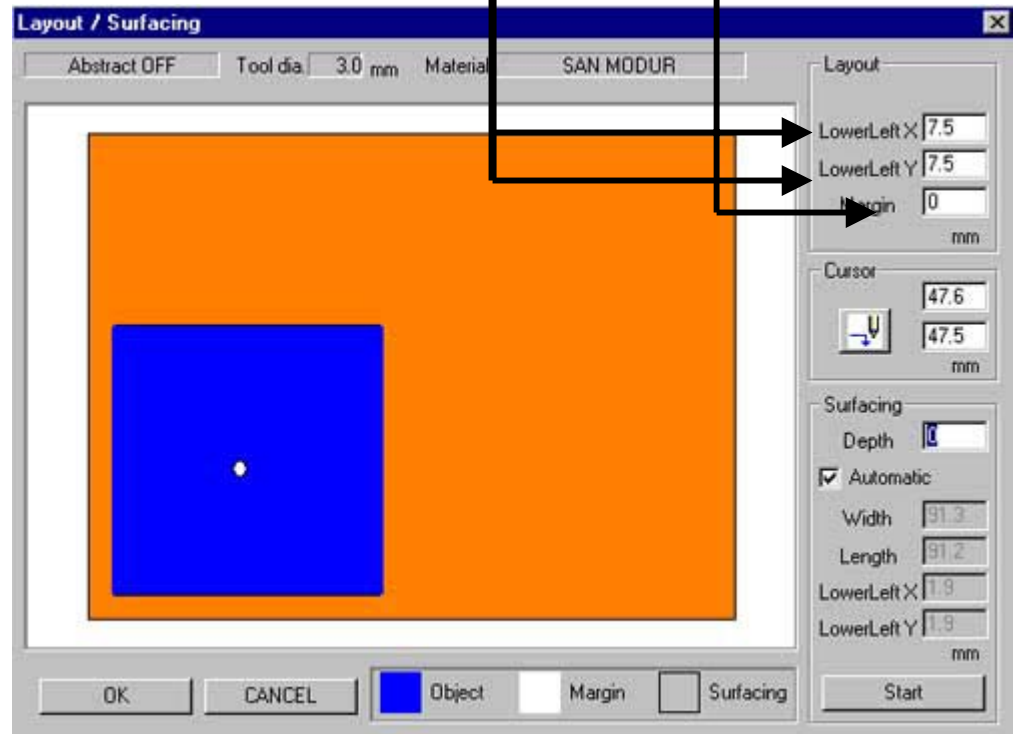 Layout / Surfacing
Abstract OFF Tool dia. 3.0 mm Material SAN MODUR
Layout
LowerLeft X 7.5
LowerLeft Y 7.5
Margin 0
mm
Cursor
47.6
47.5
mm
Surfacing
Depth 0
Automatic
Width 91.3
Length 91.2
LowerLeft X 1.9
LowerLeft Y 1.9
mm
OK CANCEL Object Margin Surfacing Start